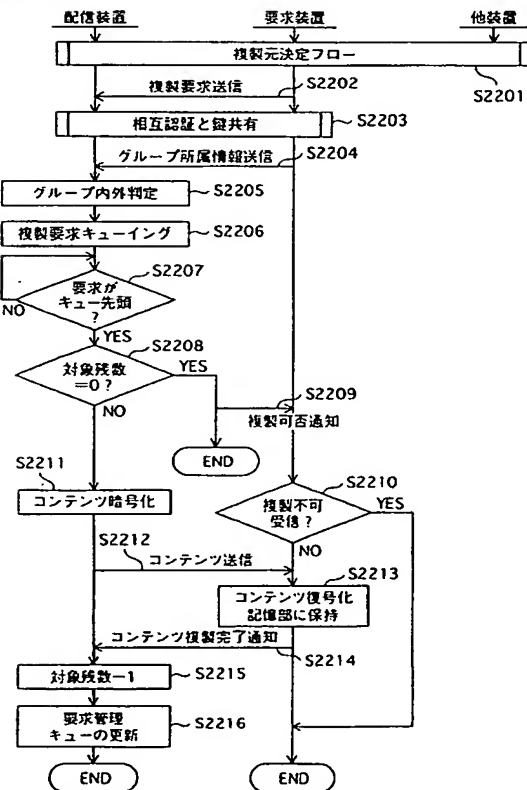 配信装置 要求装置 他装置
複製元決定フロー
S2201
複製要求送信 S2202
相互認証と鍵共有 S2203
グループ所属情報送信 S2204
グループ内外判定 S2205
複製要求キューイング S2206
S2207
要求が
キュー先頭
?
NO
YES
S2208
対象残数
=0?
YES
NO
S2209
複製可否通知
END
S2211
コンテンツ暗号化
S2210
複製不可
受信?
YES
NO
S2212
コンテンツ送信
S2213
コンテンツ復号化
記憶部に保持
コンテンツ複製完了通知
S2214
対象残数-1 S2215
要求管理
キューの更新
S2216
END END